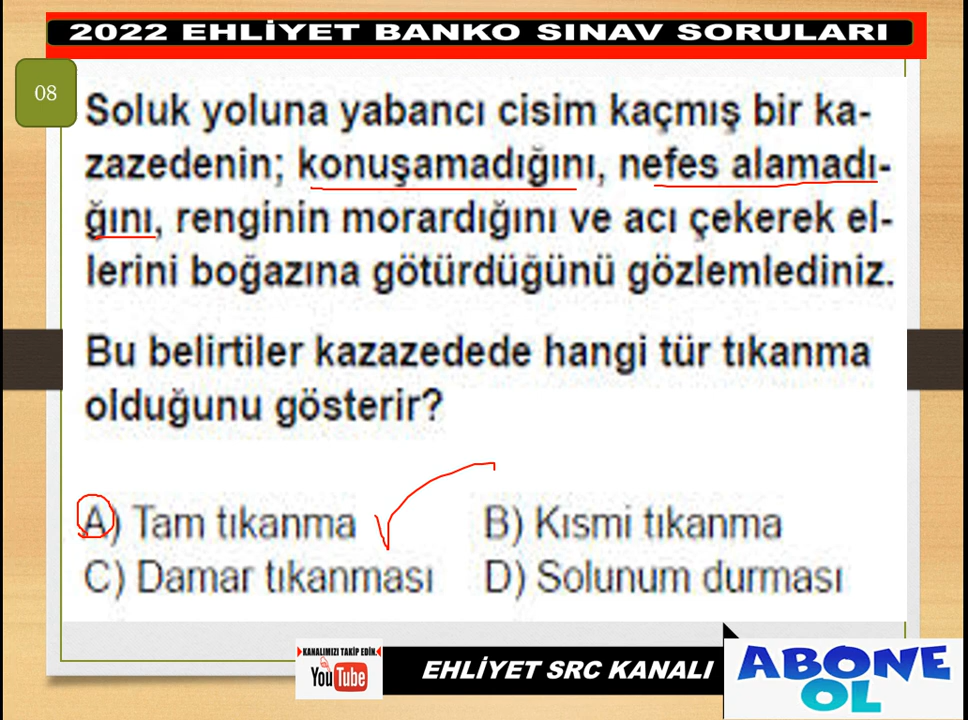 2022 EHLİYET BANKO SINAV SORULARI
08
Soluk yoluna yabancı cisim kaçmış bir ka-
zazedenin; konuşamadığını, nefes alamadı-
ğını, renginin morardığını ve acı çekerek el-
lerini boğazına götürdüğünü gözlemlediniz.
Bu belirtiler kazazedede hangi tür tıkanma
olduğunu gösterir?
A) Tam tıkanma B) Kısmi tıkanma
C) Damar tıkanması D) Solunum durması
KANALIMIZI TAKİP EDİN.
YouTube
EHLİYET SRC KANALI
ABONE
OL